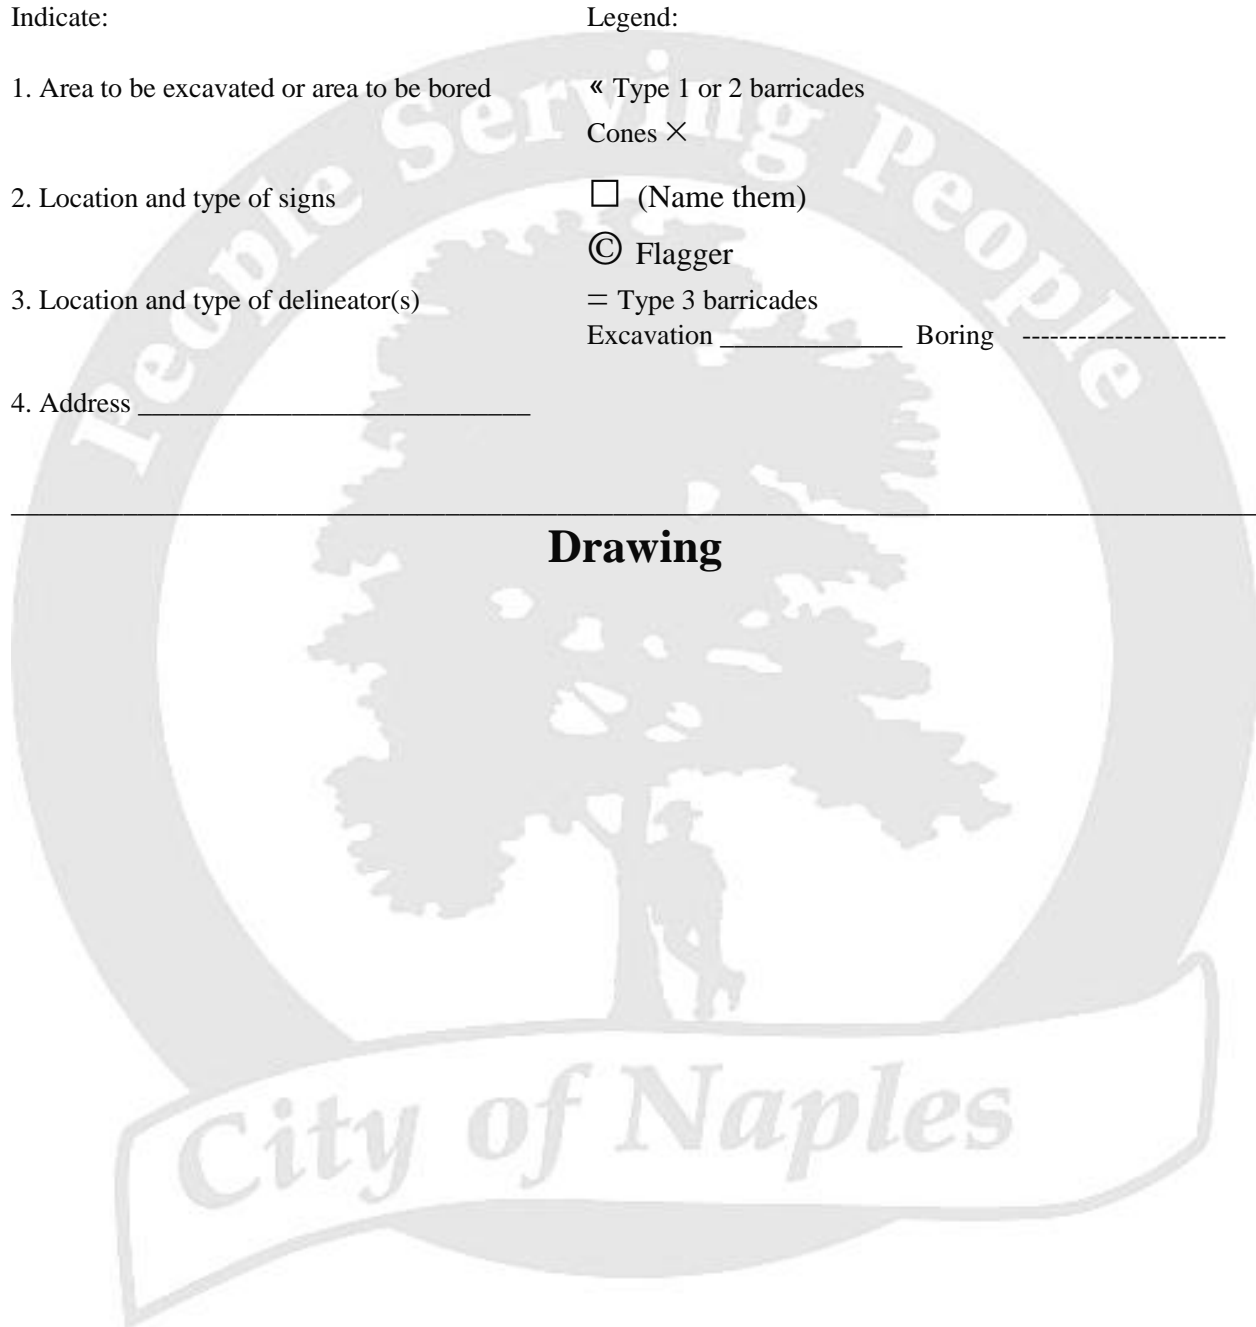 Indicate: Legend:
1. Area to be excavated or area to be bored « Type 1 or 2 barricades
Cones ×
2. Location and type of signs □ (Name them)
© Flagger
3. Location and type of delineator(s) = Type 3 barricades
Excavation _____________ Boring ----------------------
4. Address ____________________________
Drawing
People Serving People
City of Naples